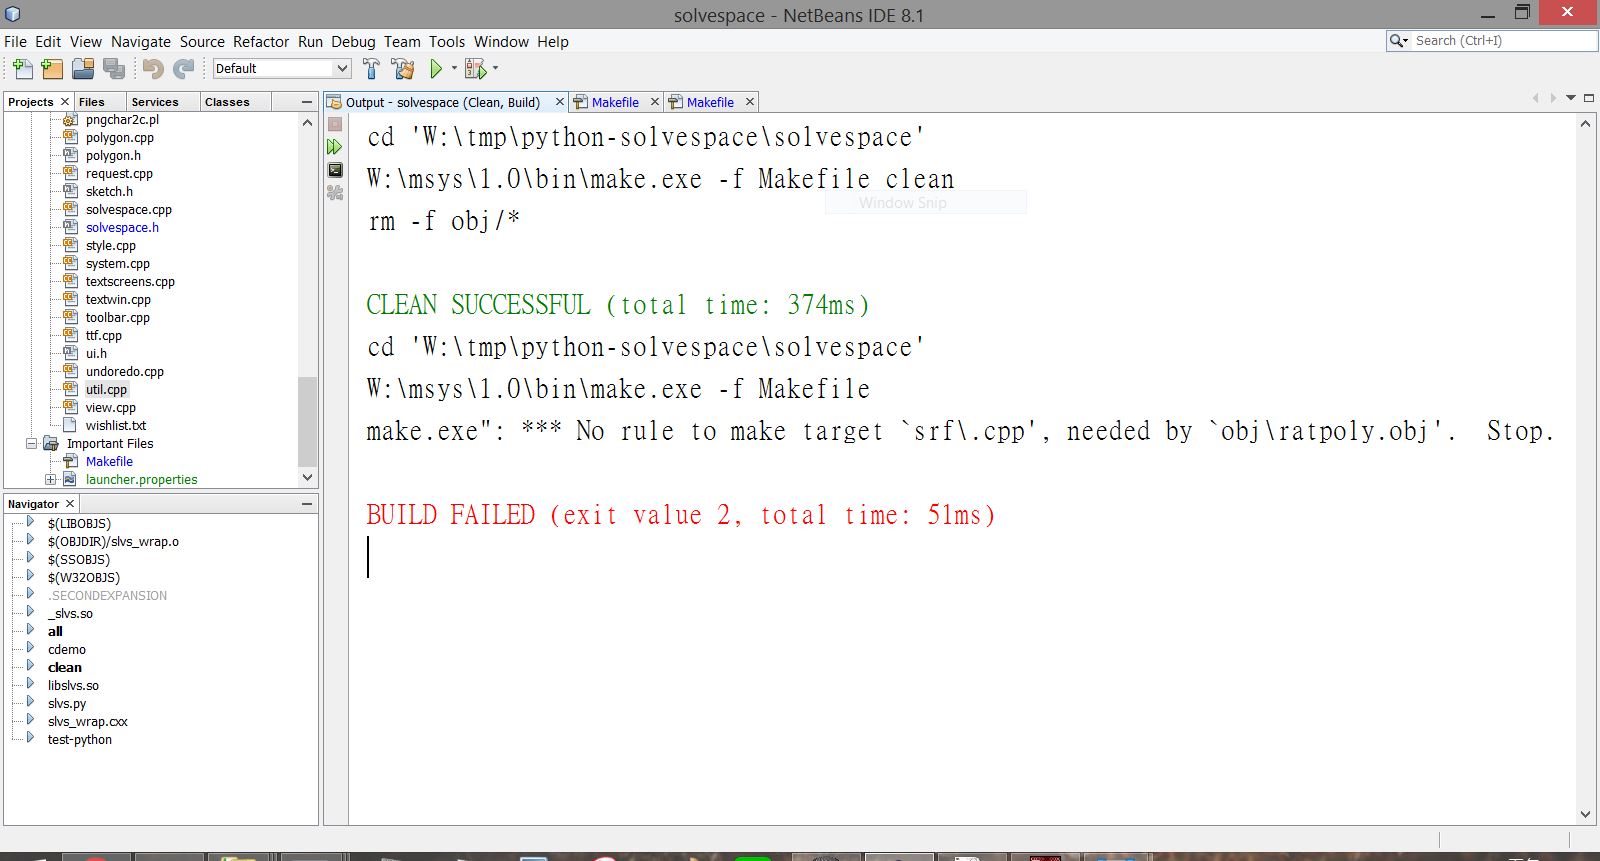 solvespace - NetBeans IDE 8.1
File Edit View Navigate Source Refactor Run Debug Team Tools Window Help
Search (Ctrl+I)
Default
Projects Files Services Classes
pngchar2c.pl
polygon.cpp
polygon.h
request.cpp
sketch.h
solvespace.cpp
solvespace.h
style.cpp
system.cpp
textscreens.cpp
textwin.cpp
toolbar.cpp
ttf.cpp
ui.h
undoredo.cpp
util.cpp
view.cpp
wishlist.txt
Important Files
Makefile
launcher.properties
Navigator
$(LIBOBJS)
$(OBJDIR)/slvs_wrap.o
$(SSOBJS)
$(W32OBJS)
.SECONDEXPANSION
_slvs.so
all
cdemo
clean
libslvs.so
slvs.py
slvs_wrap.cxx
test-python
Output - solvespace (Clean, Build) Makefile Makefile
cd 'W:\tmp\python-solvespace\solvespace'
W:\msys\1.0\bin\make.exe -f Makefile clean
Window Snip
rm -f obj/*
CLEAN SUCCESSFUL (total time: 374ms)
cd 'W:\tmp\python-solvespace\solvespace'
W:\msys\1.0\bin\make.exe -f Makefile
make.exe": *** No rule to make target `srf\.cpp', needed by `obj\ratpoly.obj'.  Stop.
BUILD FAILED (exit value 2, total time: 51ms)